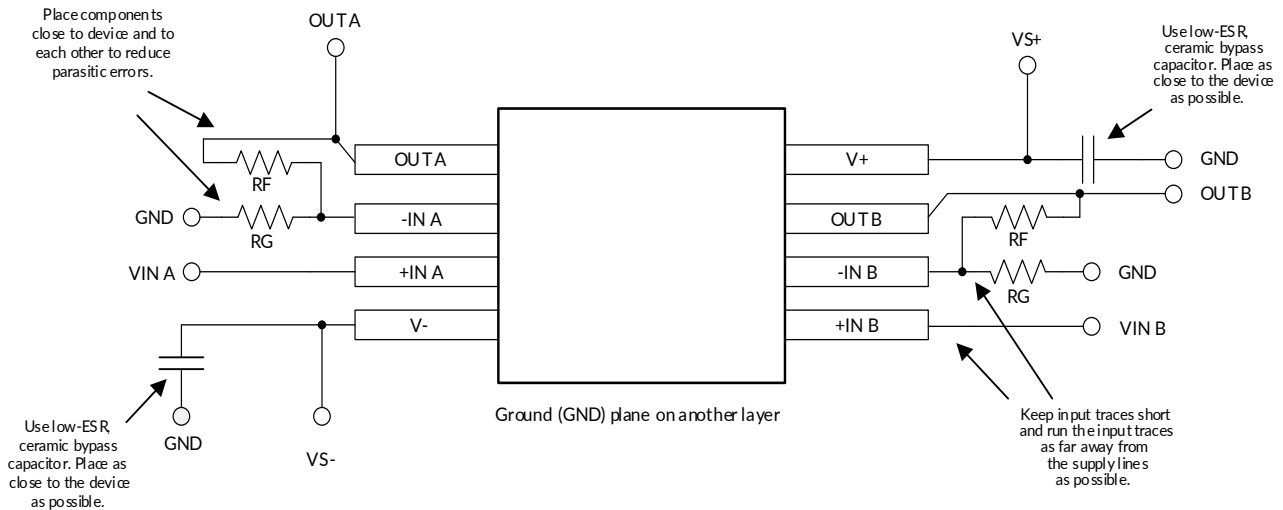 Place components
close to device and to
each other to reduce
parasitic errors.
OUT A
VS+
Use low-ESR,
ceramic bypass
capacitor. Place as
close to the device
as possible.
OUT A
V+
GND
RF
OUT B
GND
-IN A
OUT B
RG
RF
VIN A
+IN A
-IN B
GND
RG
V-
+IN B
VIN B
Ground (GND) plane on another layer
Keep input traces short
and run the input traces
as far away from
the supply lines
as possible.
Use low-ESR,
ceramic bypass
capacitor. Place as
close to the device
as possible.
GND
VS-